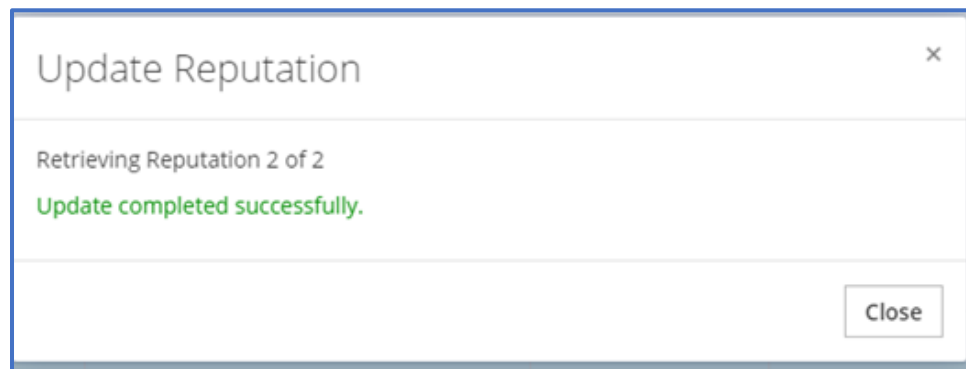 Update Reputation
×
Retrieving Reputation 2 of 2
Update completed successfully.
Close